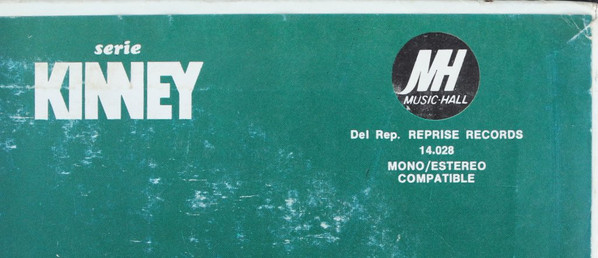 serie
KINNEY
MH
MUSIC-HALL
Del Rep. REPRISE RECORDS
14.028
MONO/ESTEREO
COMPATIBLE